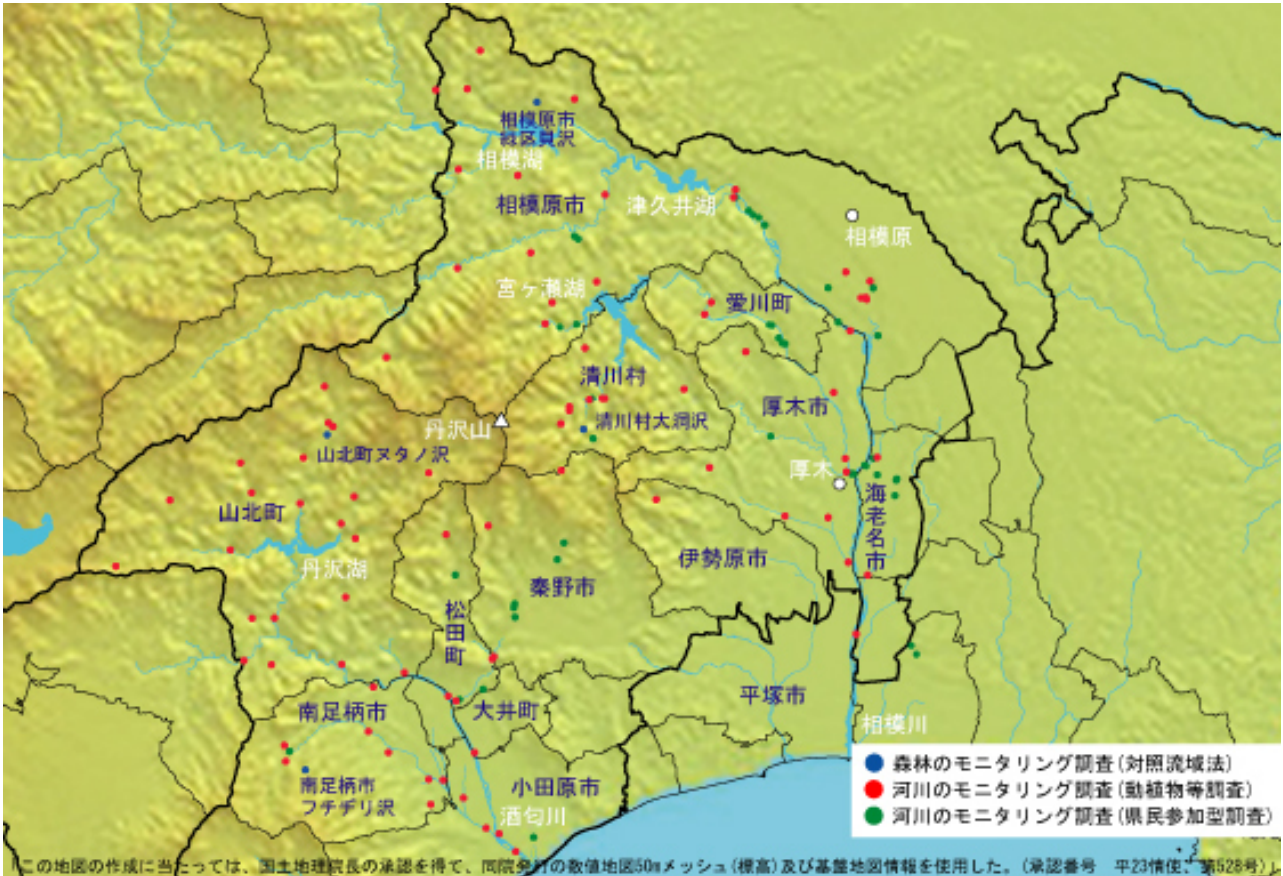 相模原市
緑区貝沢
相模湖
相模原市
津久井湖
相模原
宮ヶ瀬湖
愛川町
清川村
厚木市
清川村大洞沢
丹沢山
山北町ヌタノ沢
厚木
山北町
海老名市
丹沢湖
伊勢原市
秦野市
松田町
平塚市
南足柄市
大井町
相模川
南足柄市
フチヂリ沢
小田原市
酒匂川
森林のモニタリング調査(対照流域法)
河川のモニタリング調査(動植物等調査)
河川のモニタリング調査(県民参加型調査)
「この地図の作成に当たっては、国土地理院長の承認を得て、同院発行の数値地図50mメッシュ(標高)及び基盤地図情報を使用した。(承認番号 平23情使、第528号)」